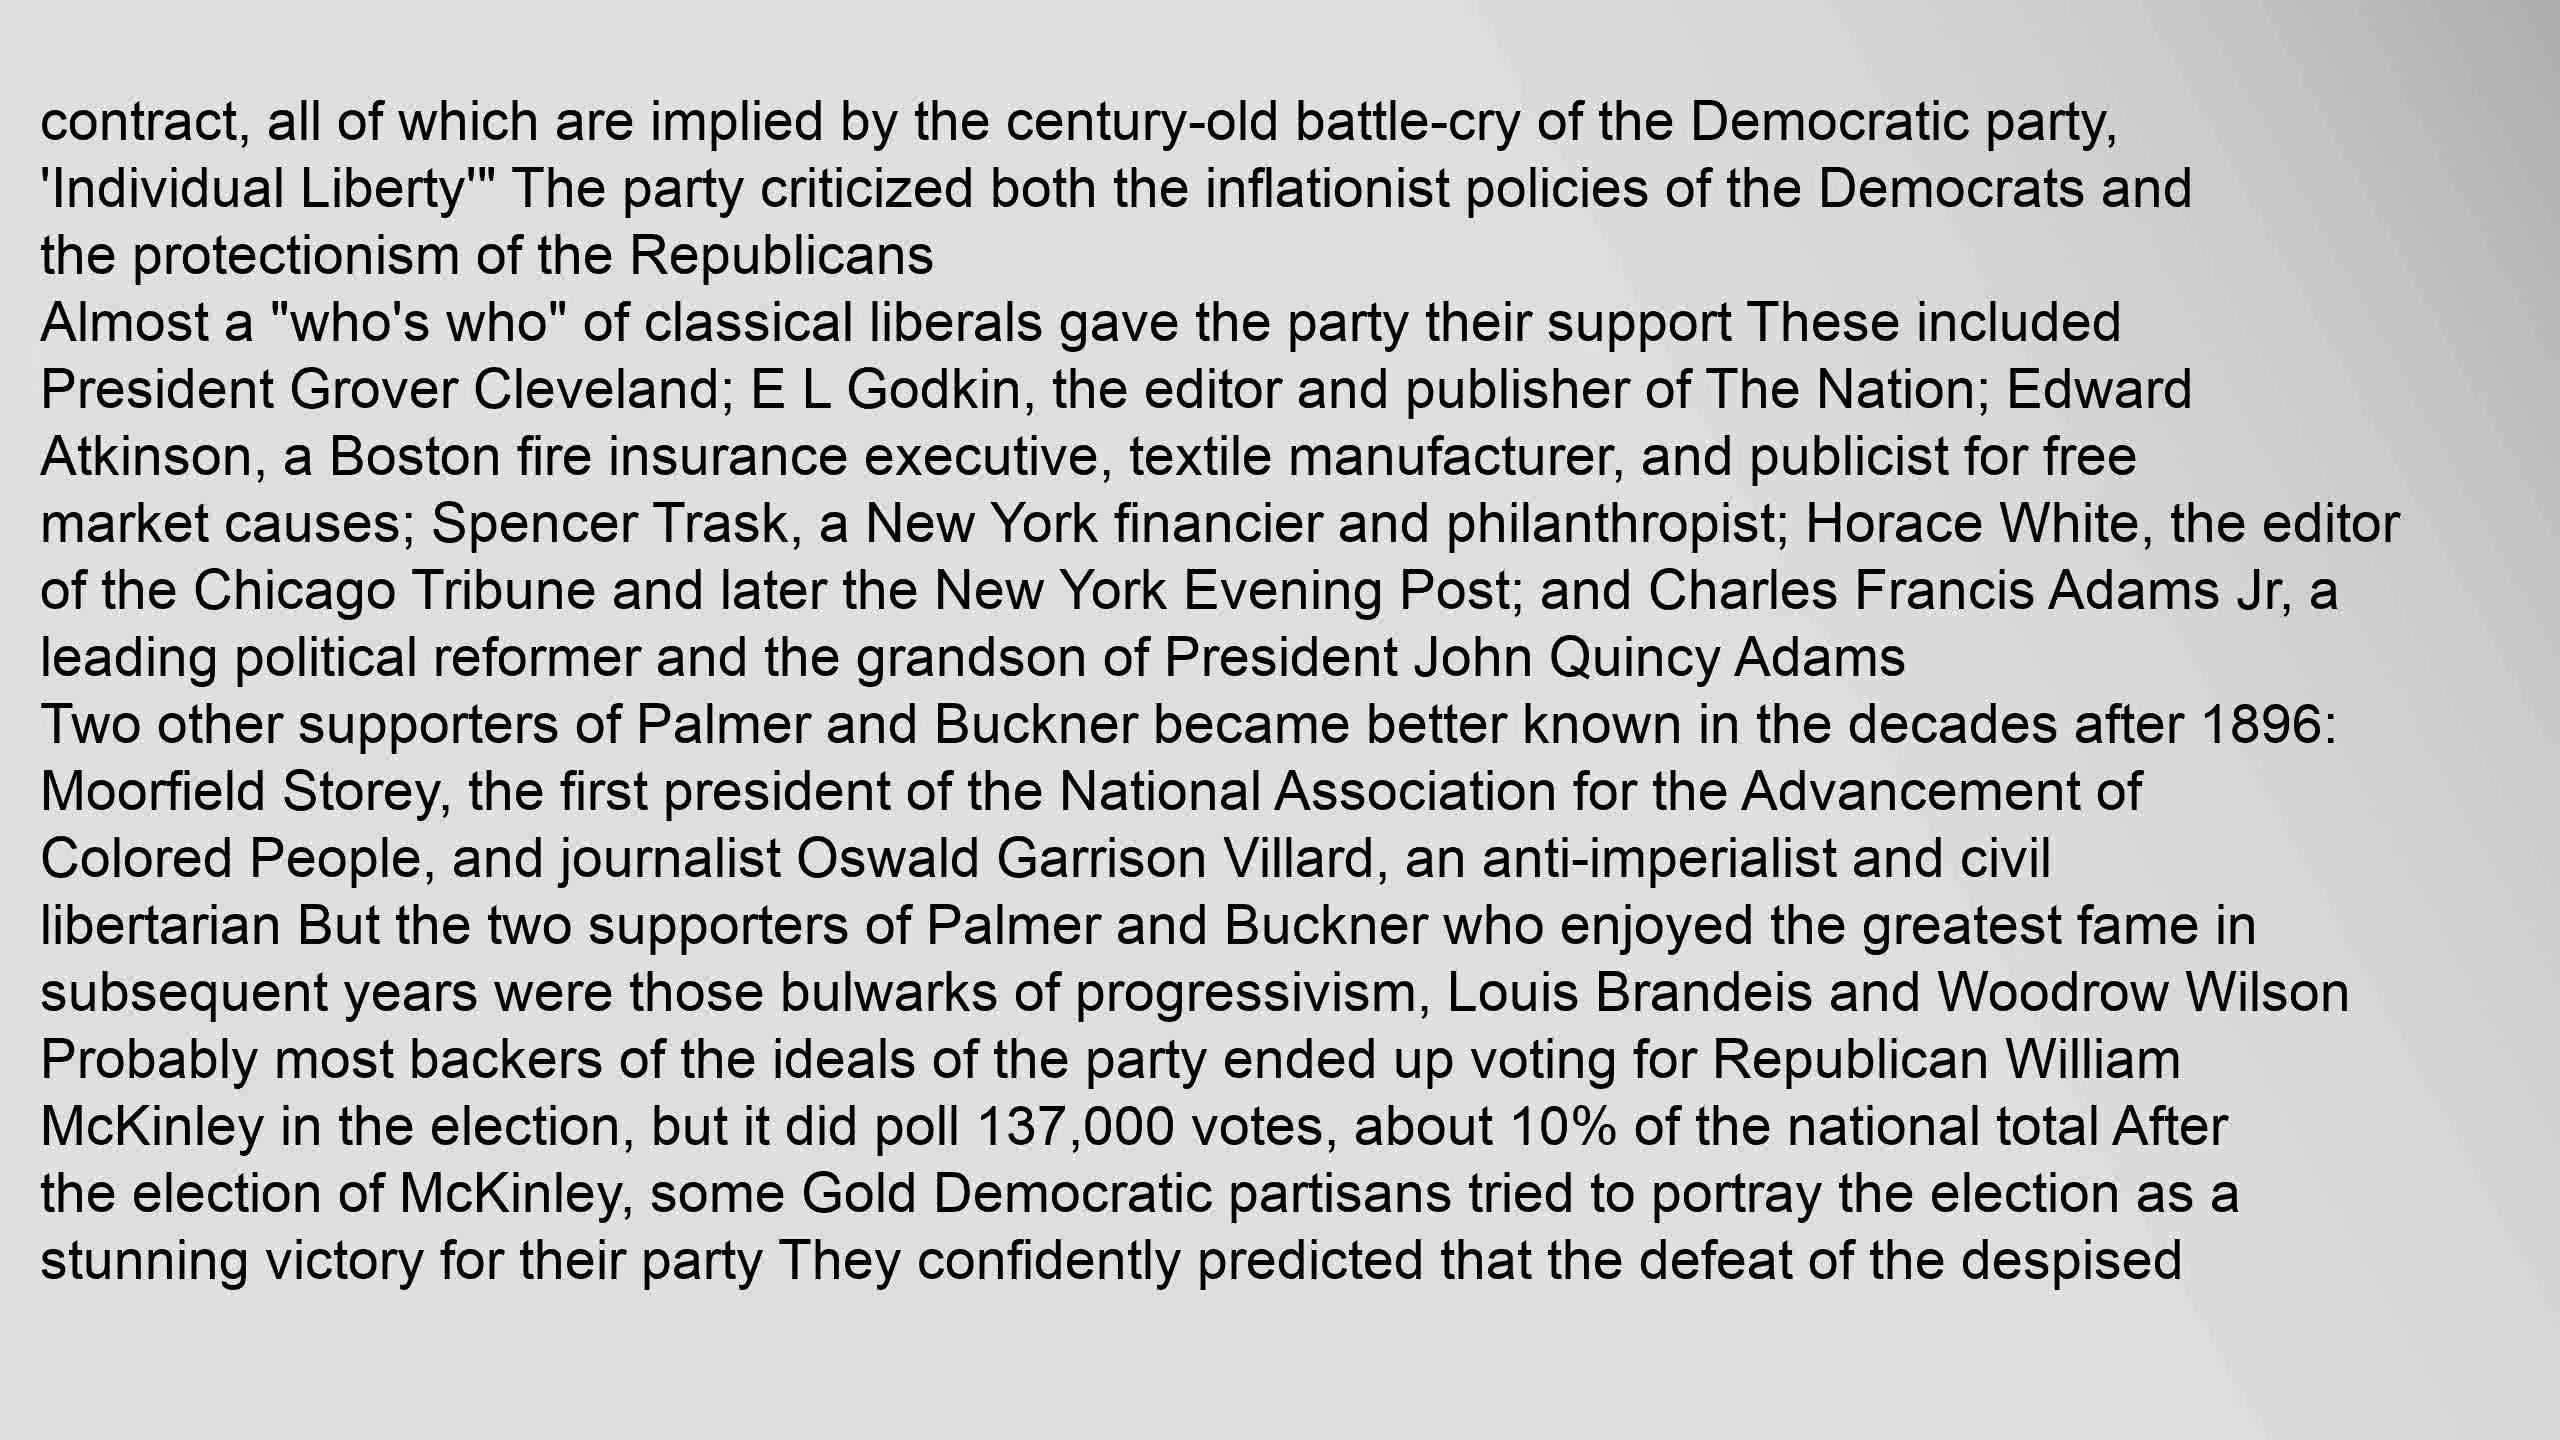 contract, all of which are implied by the century-old battle-cry of the Democratic party,
'Individual Liberty'" The party criticized both the inflationist policies of the Democrats and
the protectionism of the Republicans
Almost a "who's who" of classical liberals gave the party their support These included
President Grover Cleveland; E L Godkin, the editor and publisher of The Nation; Edward
Atkinson, a Boston fire insurance executive, textile manufacturer, and publicist for free
market causes; Spencer Trask, a New York financier and philanthropist; Horace White, the editor
of the Chicago Tribune and later the New York Evening Post; and Charles Francis Adams Jr, a
leading political reformer and the grandson of President John Quincy Adams
Two other supporters of Palmer and Buckner became better known in the decades after 1896:
Moorfield Storey, the first president of the National Association for the Advancement of
Colored People, and journalist Oswald Garrison Villard, an anti-imperialist and civil
libertarian But the two supporters of Palmer and Buckner who enjoyed the greatest fame in
subsequent years were those bulwarks of progressivism, Louis Brandeis and Woodrow Wilson
Probably most backers of the ideals of the party ended up voting for Republican William
McKinley in the election, but it did poll 137,000 votes, about 10% of the national total After
the election of McKinley, some Gold Democratic partisans tried to portray the election as a
stunning victory for their party They confidently predicted that the defeat of the despised